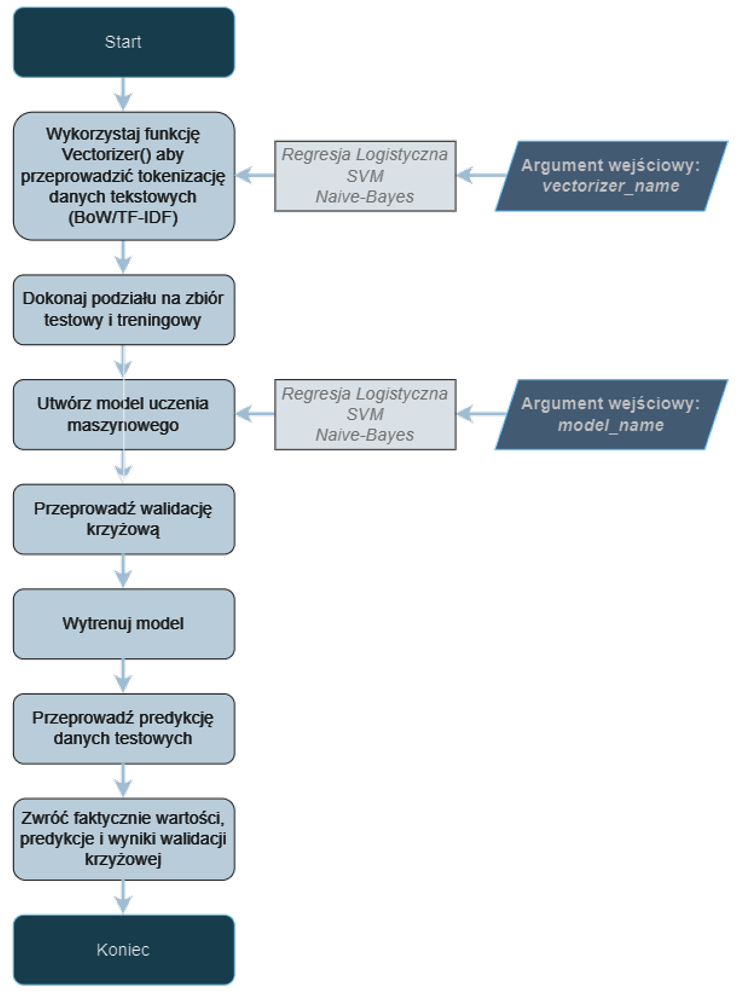 Start
Wykorzystaj funkcję
Vectorizer() aby
przeprowadzić tokenizację
danych tekstowych
(BoW/TF-IDF)
Regresja Logistyczna
SVM
Naive-Bayes
Argument wejściowy:
vectorizer_name
Dokonaj podziału na zbiór
testowy i treningowy
Utwórz model uczenia
maszynowego
Regresja Logistyczna
SVM
Naive-Bayes
Argument wejściowy:
model_name
Przeprowadź walidację
krzyżową
Wytrenuj model
Przeprowadź predykcję
danych testowych
Zwróć faktycznie wartości,
predykcje i wyniki walidacji
krzyżowej
Koniec